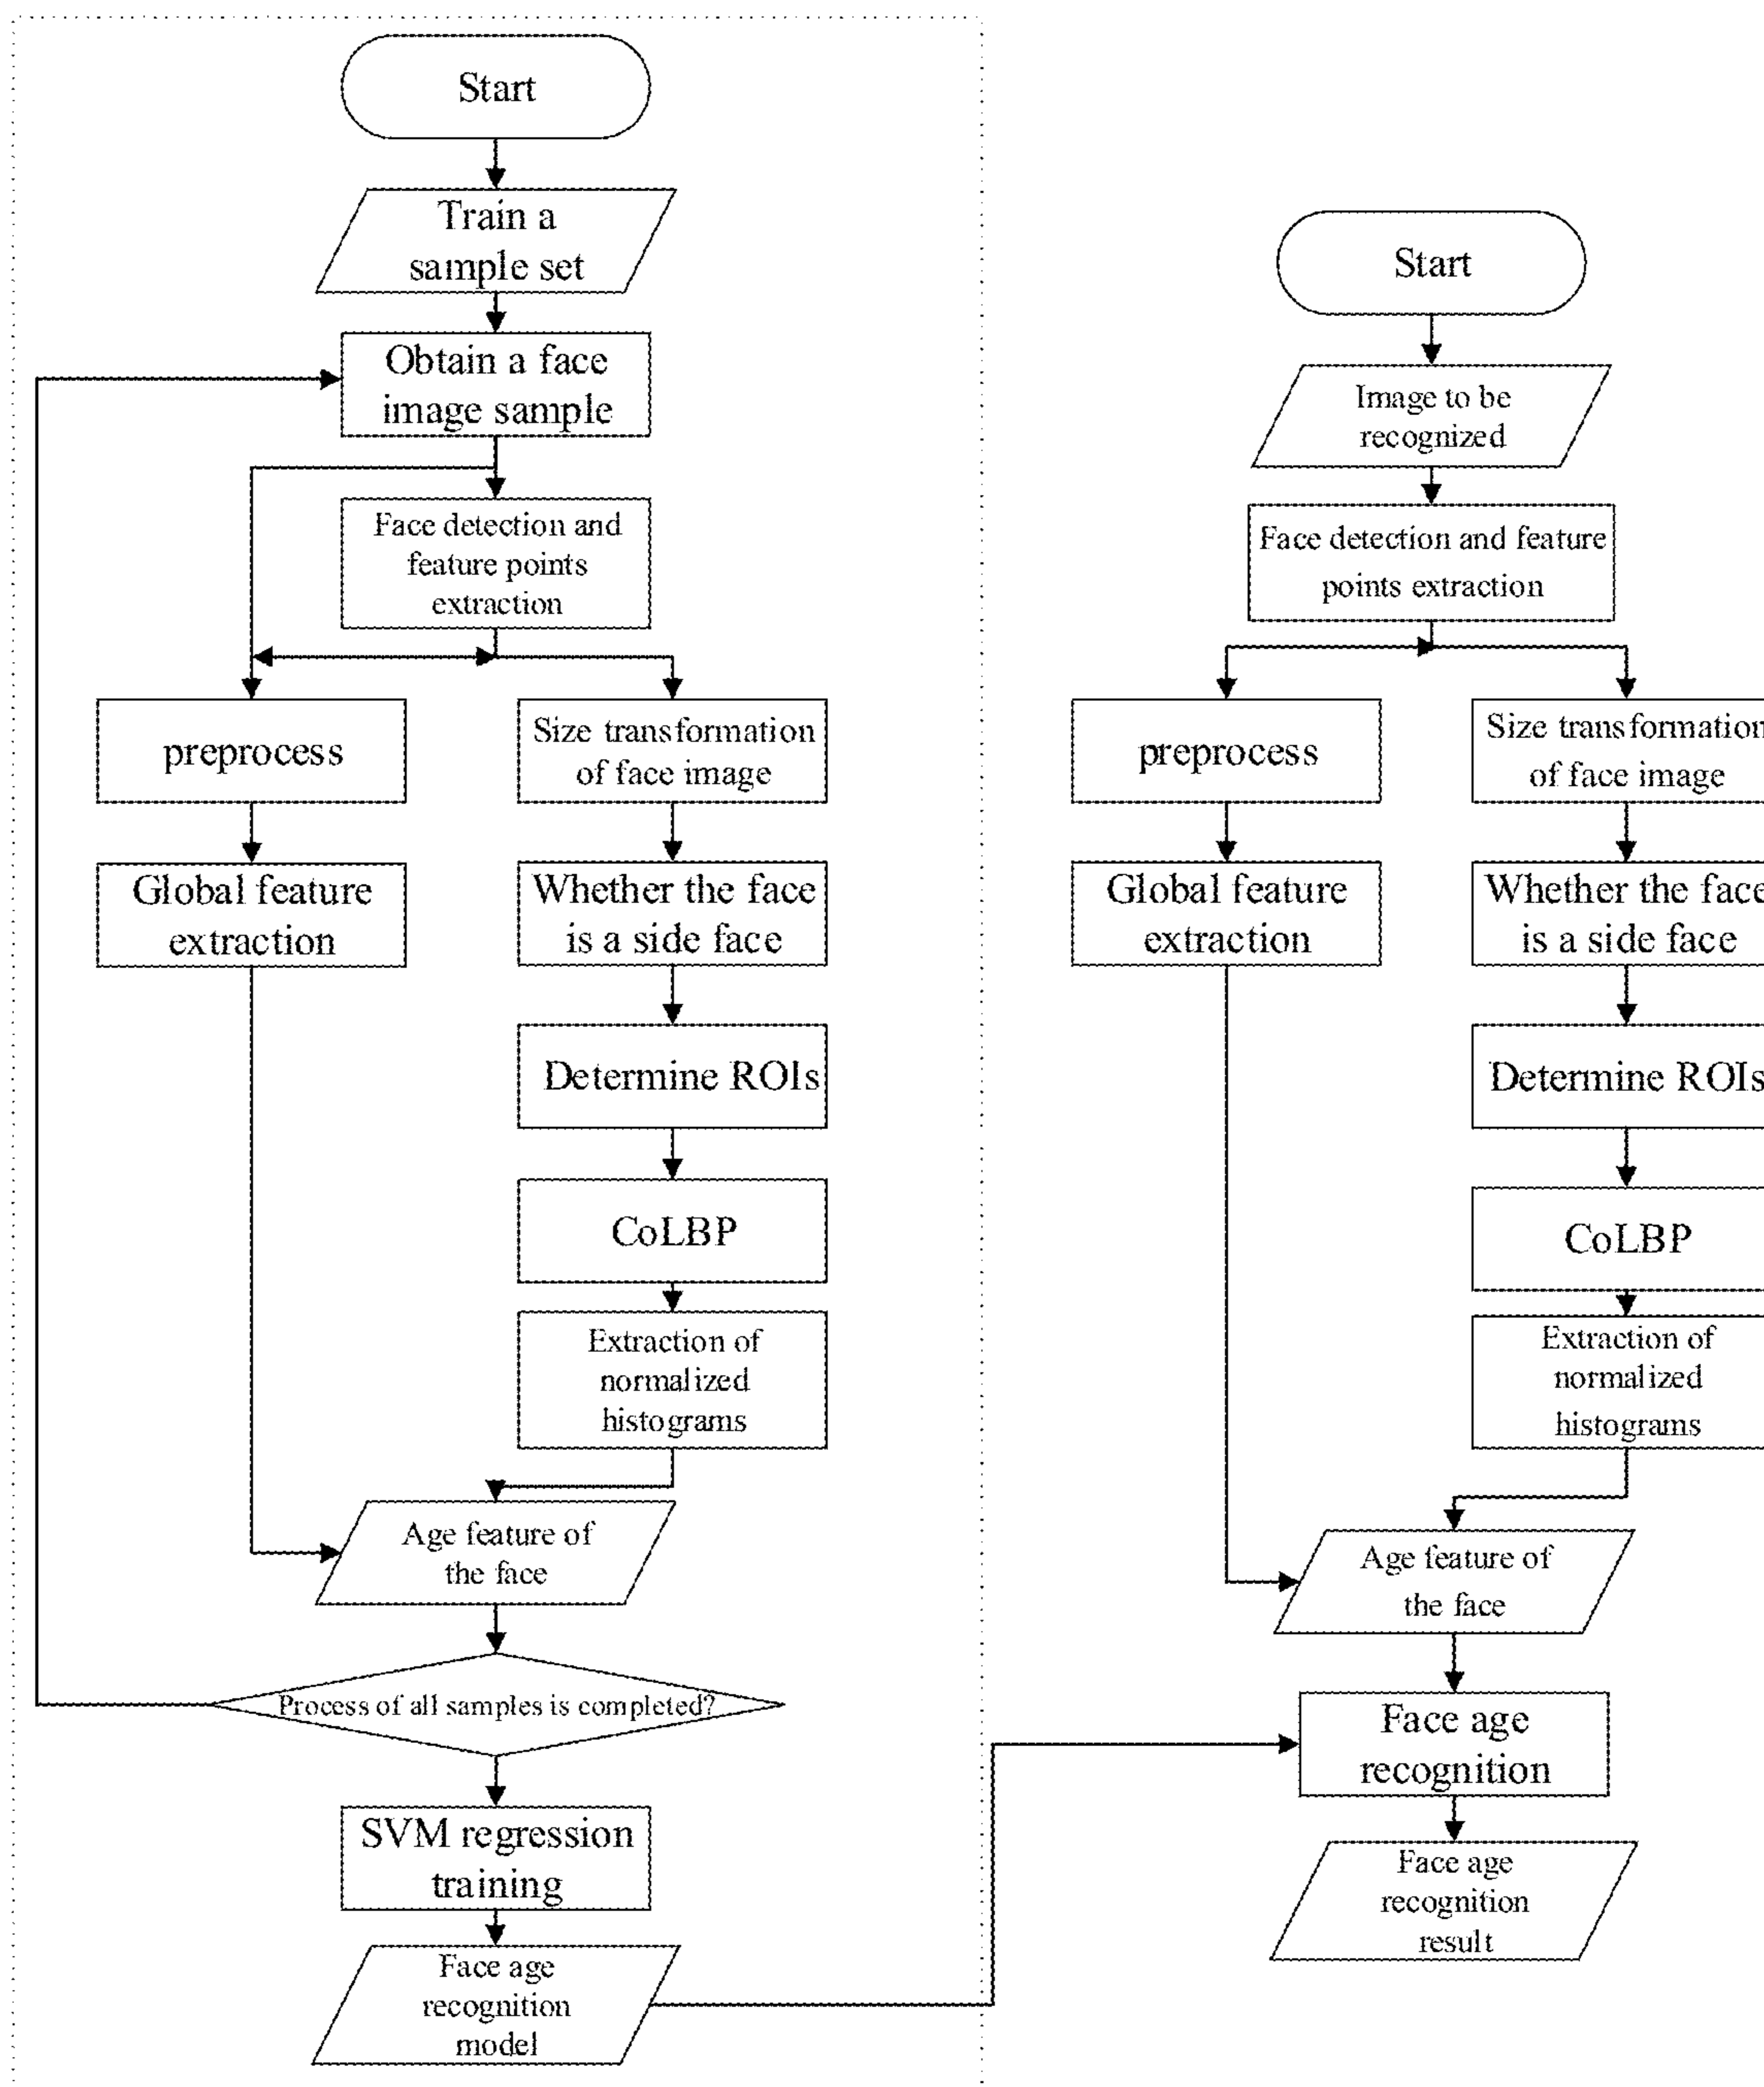 Start
Train a
sample set
Obtain a face
image sample
Face detection and
feature points
extraction
preprocess
Size transformation
of face image
Global feature
extraction
Whether the face
is a side face
Determine ROIs
CoLBP
Extraction of
normalized
histograms
Age feature of
the face
Process of all samples is completed?
SVM regression
training
Face age
recognition
model
Start
Image to be
recognized
Face detection and feature
points extraction
preprocess
Size transformation
of face image
Global feature
extraction
Whether the face
is a side face
Determine ROIs
CoLBP
Extraction of
normalized
histograms
Age feature of
the face
Face age
recognition
Face age
recognition
result